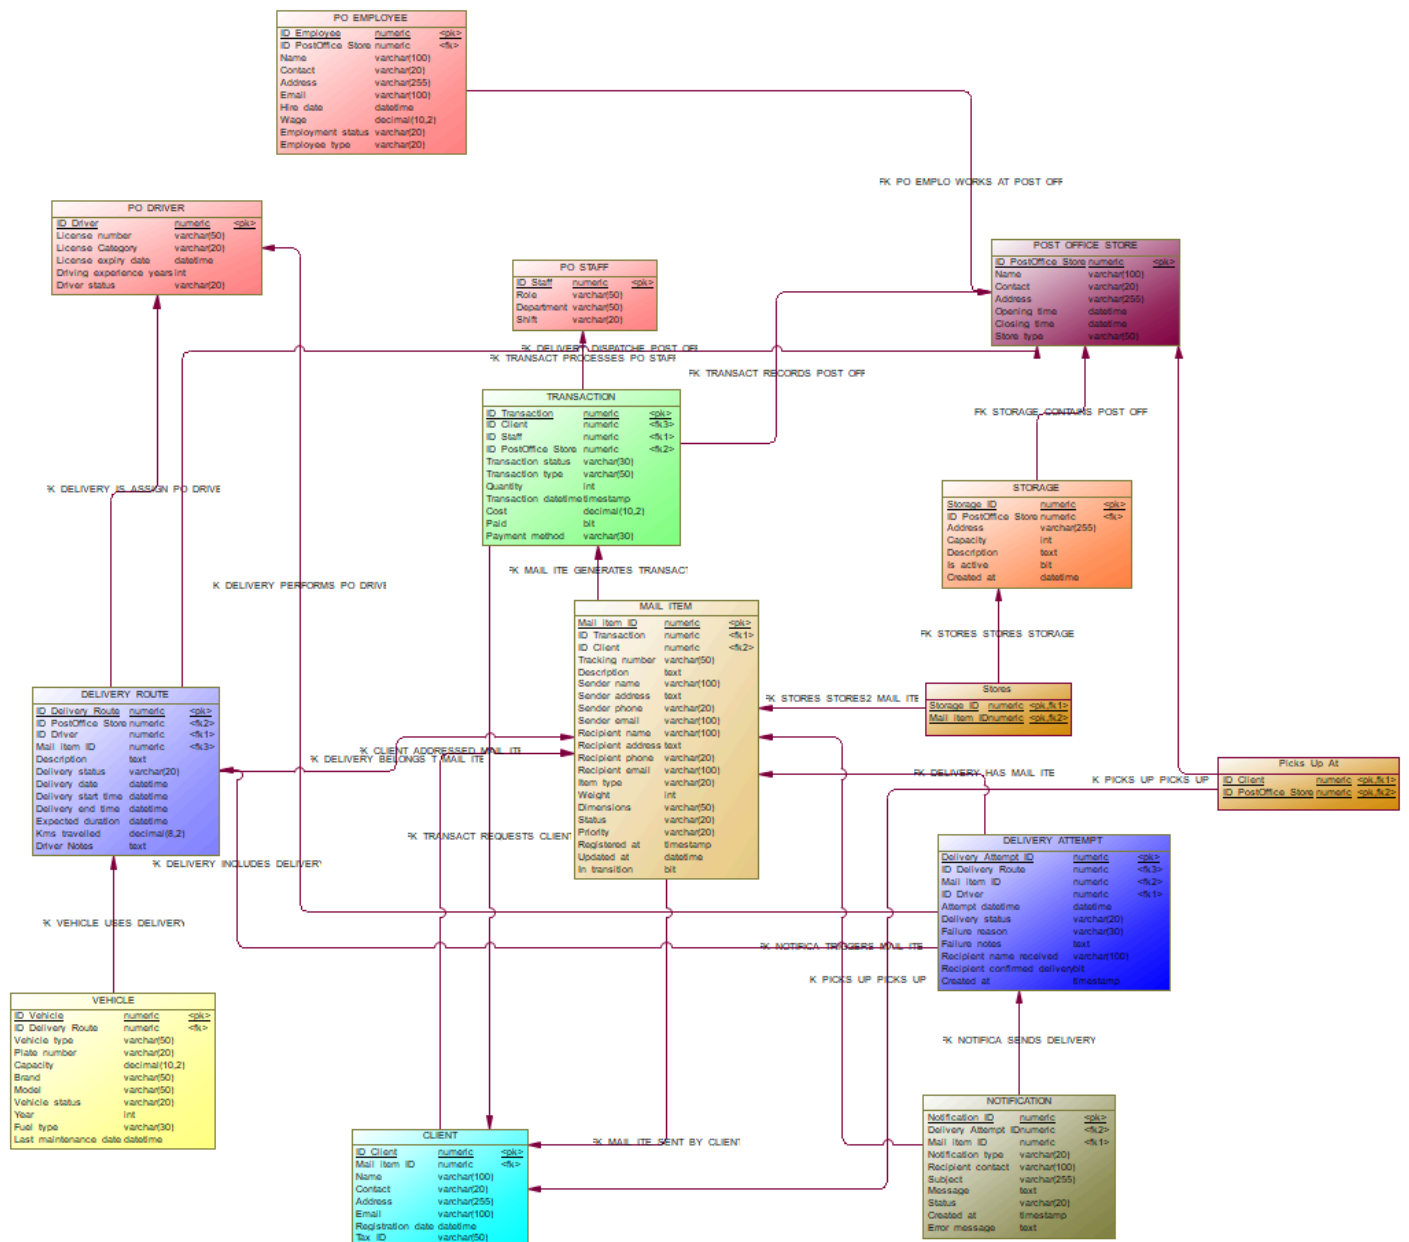 PO EMPLOYEE
ID Employee numeric <pk>
ID PostOffice Store numeric <fk>
Name varchar(100)
Contact varchar(20)
Address varchar(255)
Email varchar(100)
Hire date datetime
Wage decimal(10,2)
Employment status varchar(20)
Employee type varchar(20)
FK PO EMPLO WORKS AT POST OFF
PO DRIVER
ID Driver numeric <pk>
License number varchar(50)
License Category varchar(20)
License expiry date datetime
Driving experience years int
Driver status varchar(20)
POST OFFICE STORE
ID PostOffice Store numeric <pk>
Name varchar(100)
Contact varchar(20)
Address varchar(255)
Opening time datetime
Closing time datetime
Store type varchar(50)
PO STAFF
ID Staff numeric <pk>
Role varchar(50)
Department varchar(50)
Shift varchar(20)
FK DELIVERY DISPATCHE POST OFF
FK TRANSACT PROCESSES PO STAFF
FK TRANSACT RECORDS POST OFF
TRANSACTION
ID Transaction numeric <pk>
ID Client numeric <fk3>
ID Staff numeric <fk1>
ID PostOffice Store numeric <fk2>
Transaction status varchar(30)
Transaction type varchar(50)
Quantity int
Transaction datetime timestamp
Cost decimal(10,2)
Paid bit
Payment method varchar(30)
FK STORAGE CONTAINS POST OFF
FK DELIVERY IS ASSIGN PO DRIVE
STORAGE
Storage ID numeric <pk>
ID PostOffice Store numeric <fk>
Address varchar(255)
Capacity int
Description text
Is active bit
Created at datetime
FK MAIL ITE GENERATES TRANSACT
K DELIVERY PERFORMS PO DRIVE
MAIL ITEM
Mail item ID numeric <pk>
ID Transaction numeric <fk1>
ID Client numeric <fk2>
Tracking number varchar(50)
Description text
Sender name varchar(100)
Sender address text
Sender phone varchar(20)
Sender email varchar(100)
Recipient name varchar(100)
Recipient address text
Recipient phone varchar(20)
Recipient email varchar(100)
Item type varchar(20)
Weight int
Dimensions varchar(50)
Status varchar(20)
Priority varchar(20)
Registered at timestamp
Updated at datetime
In transition bit
FK STORES STORES STORAGE
DELIVERY ROUTE
ID Delivery Route numeric <pk>
ID PostOffice Store numeric <fk2>
ID Driver numeric <fk1>
Mail item ID numeric <fk3>
Description text
Delivery status varchar(20)
Delivery date datetime
Delivery start time datetime
Delivery end time datetime
Expected duration datetime
Kms travelled decimal(8,2)
Driver Notes text
Stores
Storage ID numeric <pk,fk1>
Mail item ID numeric <pk,fk2>
FK STORES STORES2 MAIL ITE
FK CLIENT ADDRESSED MAIL ITE
FK DELIVERY BELONGS T MAIL ITE
FK DELIVERY HAS MAIL ITE
K PICKS UP PICKS UP
Picks Up At
ID Client numeric <pk,fk1>
ID PostOffice Store numeric <pk,fk2>
FK TRANSACT REQUESTS CLIENT
FK DELIVERY INCLUDES DELIVERY
DELIVERY ATTEMPT
Delivery Attempt ID numeric <pk>
ID Delivery Route numeric <fk3>
Mail item ID numeric <fk2>
ID Driver numeric <fk1>
Attempt datetime datetime
Delivery status varchar(20)
Failure reason varchar(30)
Failure notes text
Recipient name received varchar(100)
Recipient confirmed delivery bit
Created at timestamp
FK VEHICLE USES DELIVERY
FK NOTIFICA TRIGGERS MAIL ITE
K PICKS UP PICKS UP
VEHICLE
ID Vehicle numeric <pk>
ID Delivery Route numeric <fk>
Vehicle type varchar(50)
Plate number varchar(20)
Capacity decimal(10,2)
Brand varchar(50)
Model varchar(50)
Vehicle status varchar(20)
Year int
Fuel type varchar(30)
Last maintenance date datetime
FK NOTIFICA SENDS DELIVERY
NOTIFICATION
Notification ID numeric <pk>
Delivery Attempt ID numeric <fk2>
Mail item ID numeric <fk1>
Notification type varchar(20)
Recipient contact varchar(100)
Subject varchar(255)
Message text
Status varchar(20)
Created at timestamp
Error message text
CLIENT
ID Client numeric <pk>
Mail item ID numeric <fk>
Name varchar(100)
Contact varchar(20)
Address varchar(255)
Email varchar(100)
Registration date datetime
Tax ID varchar(50)
FK MAIL ITE SENT BY CLIENT